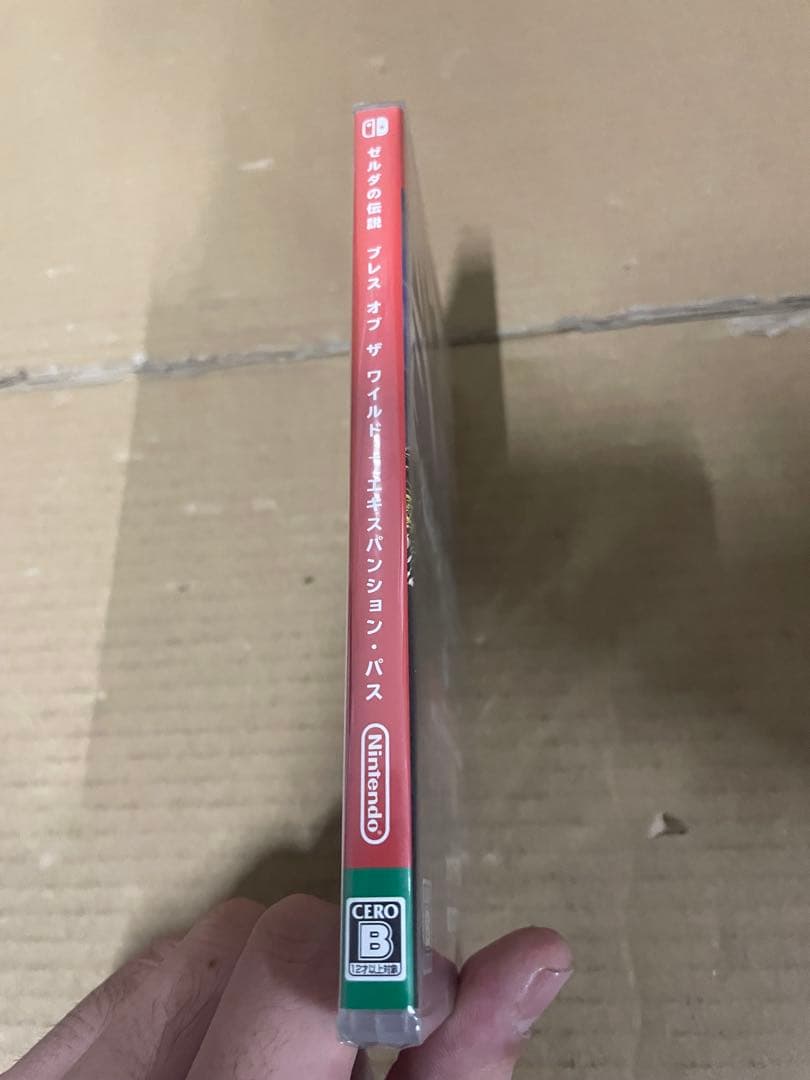 ゼルダの伝説 ブレス オブ ザ ワイルド + エキスパンション・パス
Nintendo
CERO
B
12才以上対象